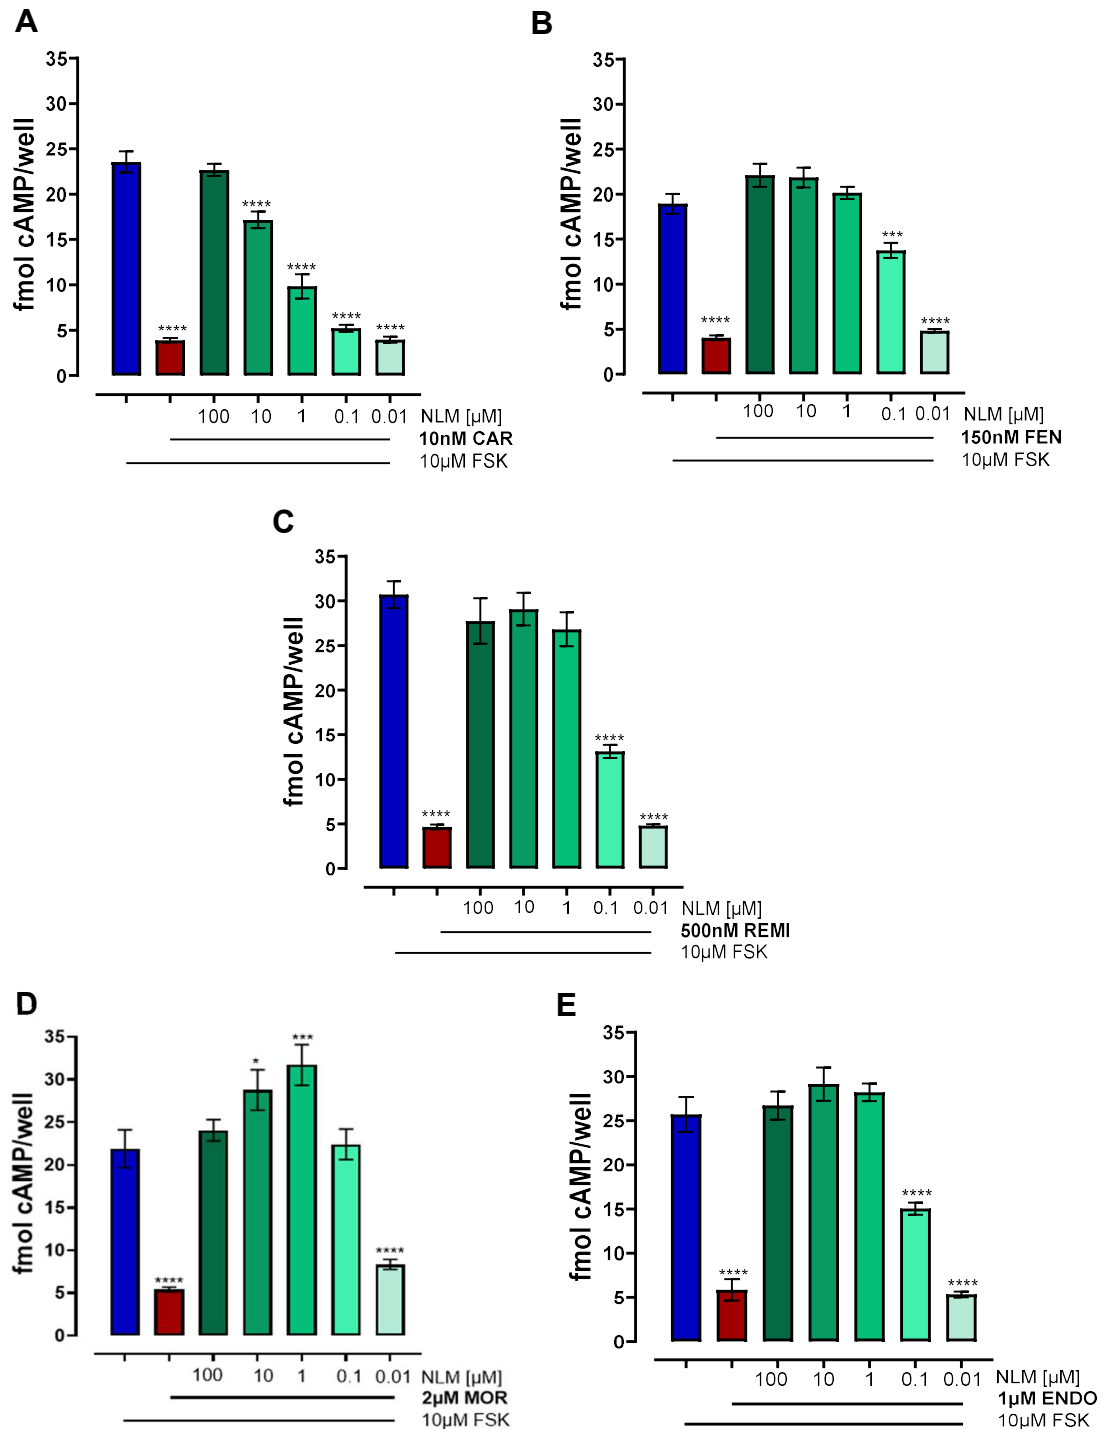 A
fmol cAMP/well
35
30
25
20
15
10
5
0
****
****
****
****
****
100 10 1 0.1 0.01 NLM [µM]
10nM CAR
10µM FSK
B
fmol cAMP/well
35
30
25
20
15
10
5
0
****
***
****
100 10 1 0.1 0.01 NLM [µM]
150nM FEN
10µM FSK
C
fmol cAMP/well
35
30
25
20
15
10
5
0
****
****
****
100 10 1 0.1 0.01 NLM [µM]
500nM REMI
10µM FSK
D
fmol cAMP/well
35
30
25
20
15
10
5
0
****
*
***
****
100 10 1 0.1 0.01 NLM [µM]
2µM MOR
10µM FSK
E
fmol cAMP/well
35
30
25
20
15
10
5
0
****
****
****
100 10 1 0.1 0.01 NLM [µM]
1µM ENDO
10µM FSK